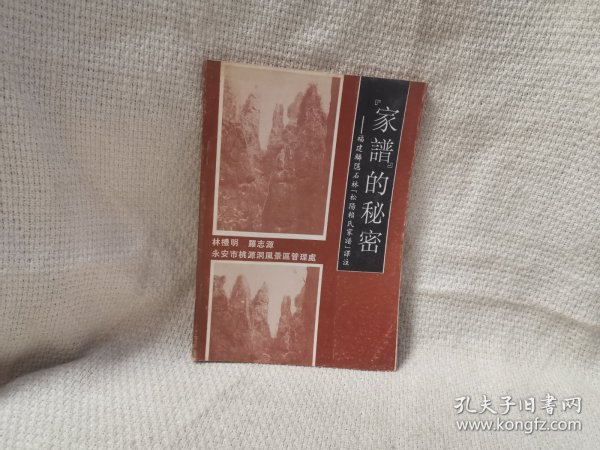 『家譜』的秘密
——福建鱗隱石林「松陽賴氏家譜」譯注
林禮明 羅志源
永安市桃源洞風景區管理處
孔夫子旧書网
www.kongfz.com